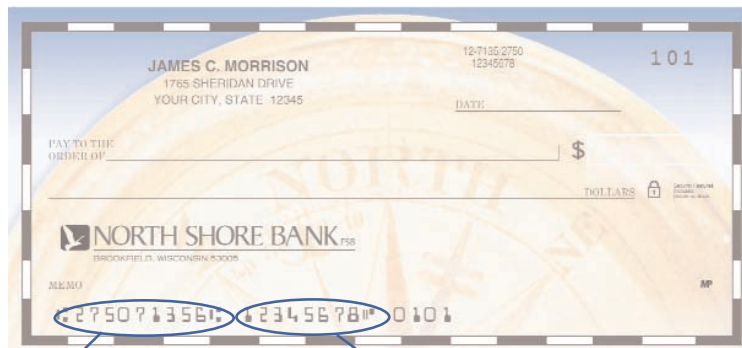 12-7135/2750
JAMES C. MORRISON 12345678 101
1765 SHERIDAN DRIVE
YOUR CITY, STATE 12345
DATE
PAY TO THE
ORDER OF $
NORTH
DOLLARS
NORTH SHORE BANK FSB
BROOKFIELD, WISCONSIN 53005
MEMO
MP
⑆275071356⑆ 12345678⑈ 0101